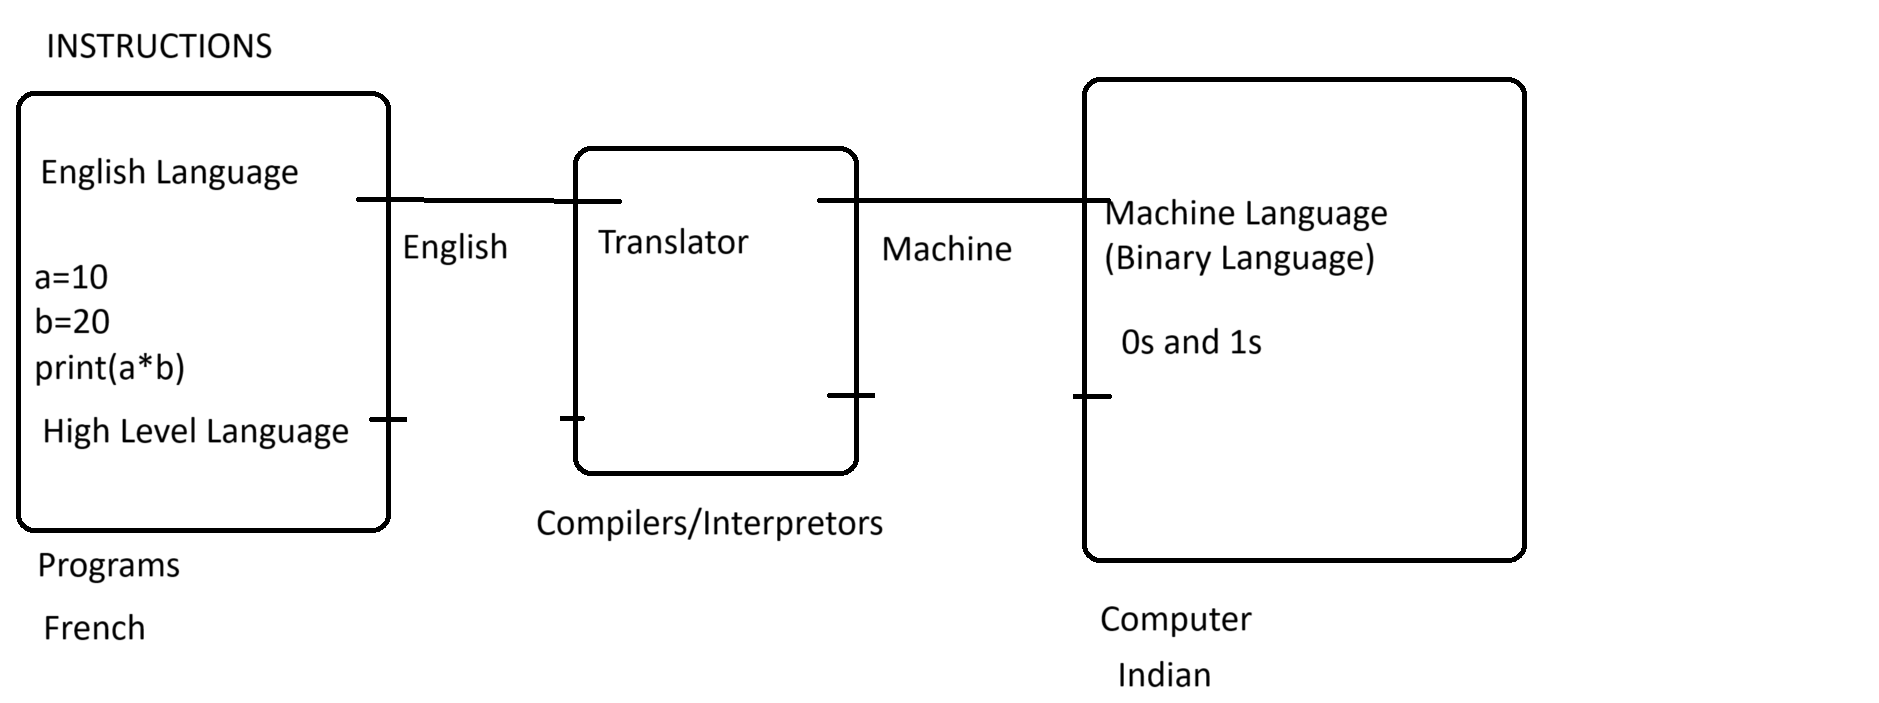 INSTRUCTIONS
English Language
a=10
b=20
print(a*b)
High Level Language
Programs
French
English
Translator
Compilers/Interpretors
Machine
Machine Language
(Binary Language)
0s and 1s
Computer
Indian